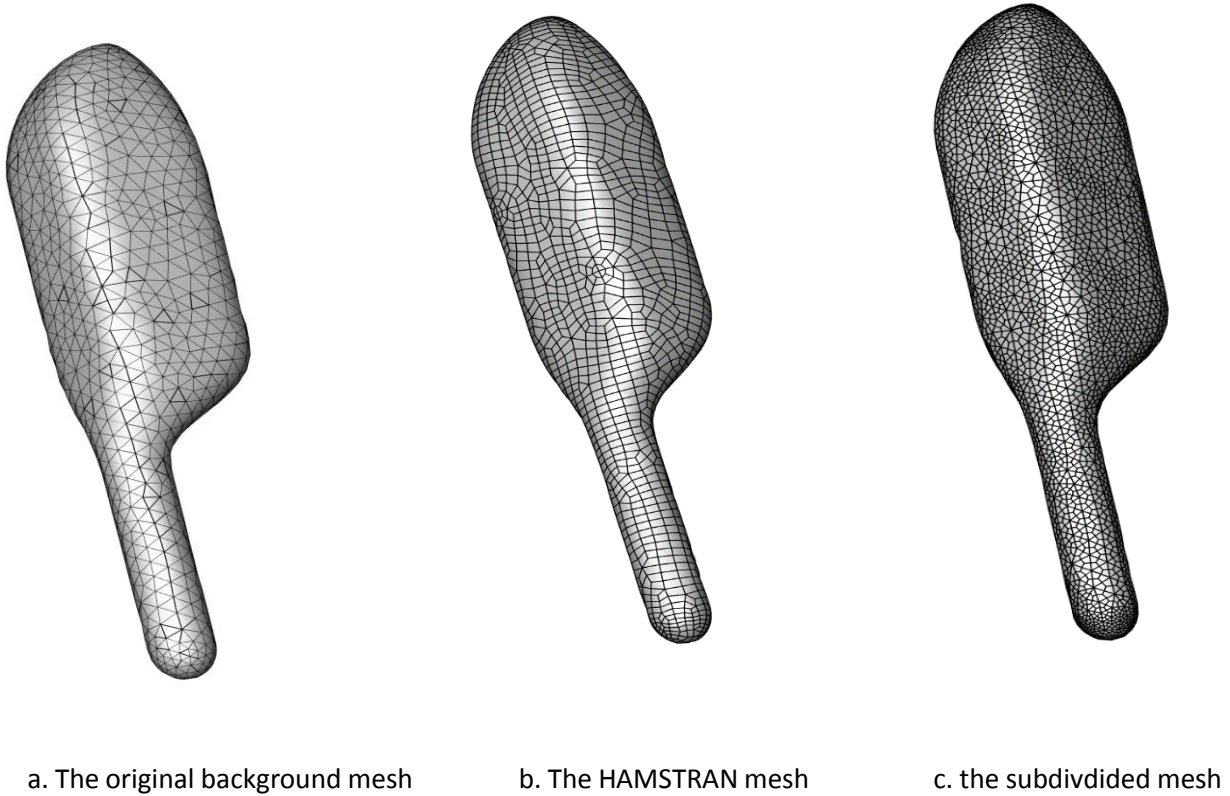 a. The original background mesh
b. The HAMSTRAN mesh
c. the subdivdided mesh